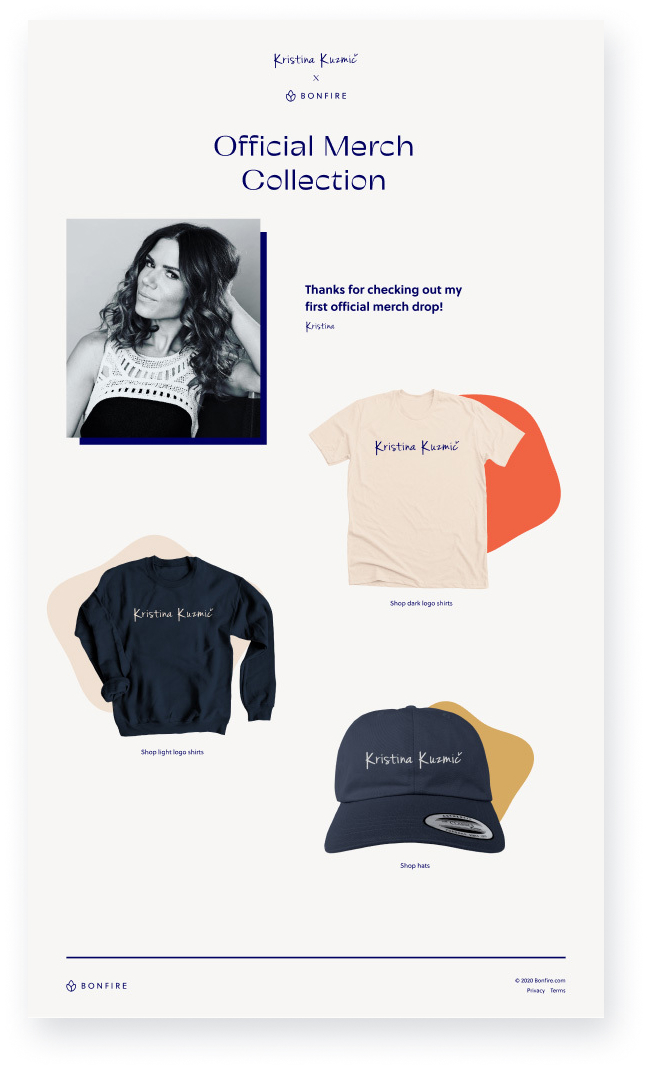 Kristina Kuzmič
x
BONFIRE
Official Merch
Collection
Thanks for checking out my
first official merch drop!
Kristina
Kristina Kuzmič
Shop dark logo shirts
Kristina Kuzmič
Shop light logo shirts
Kristina Kuzmič
Shop hats
BONFIRE
© 2020 Bonfire.com
Privacy Terms